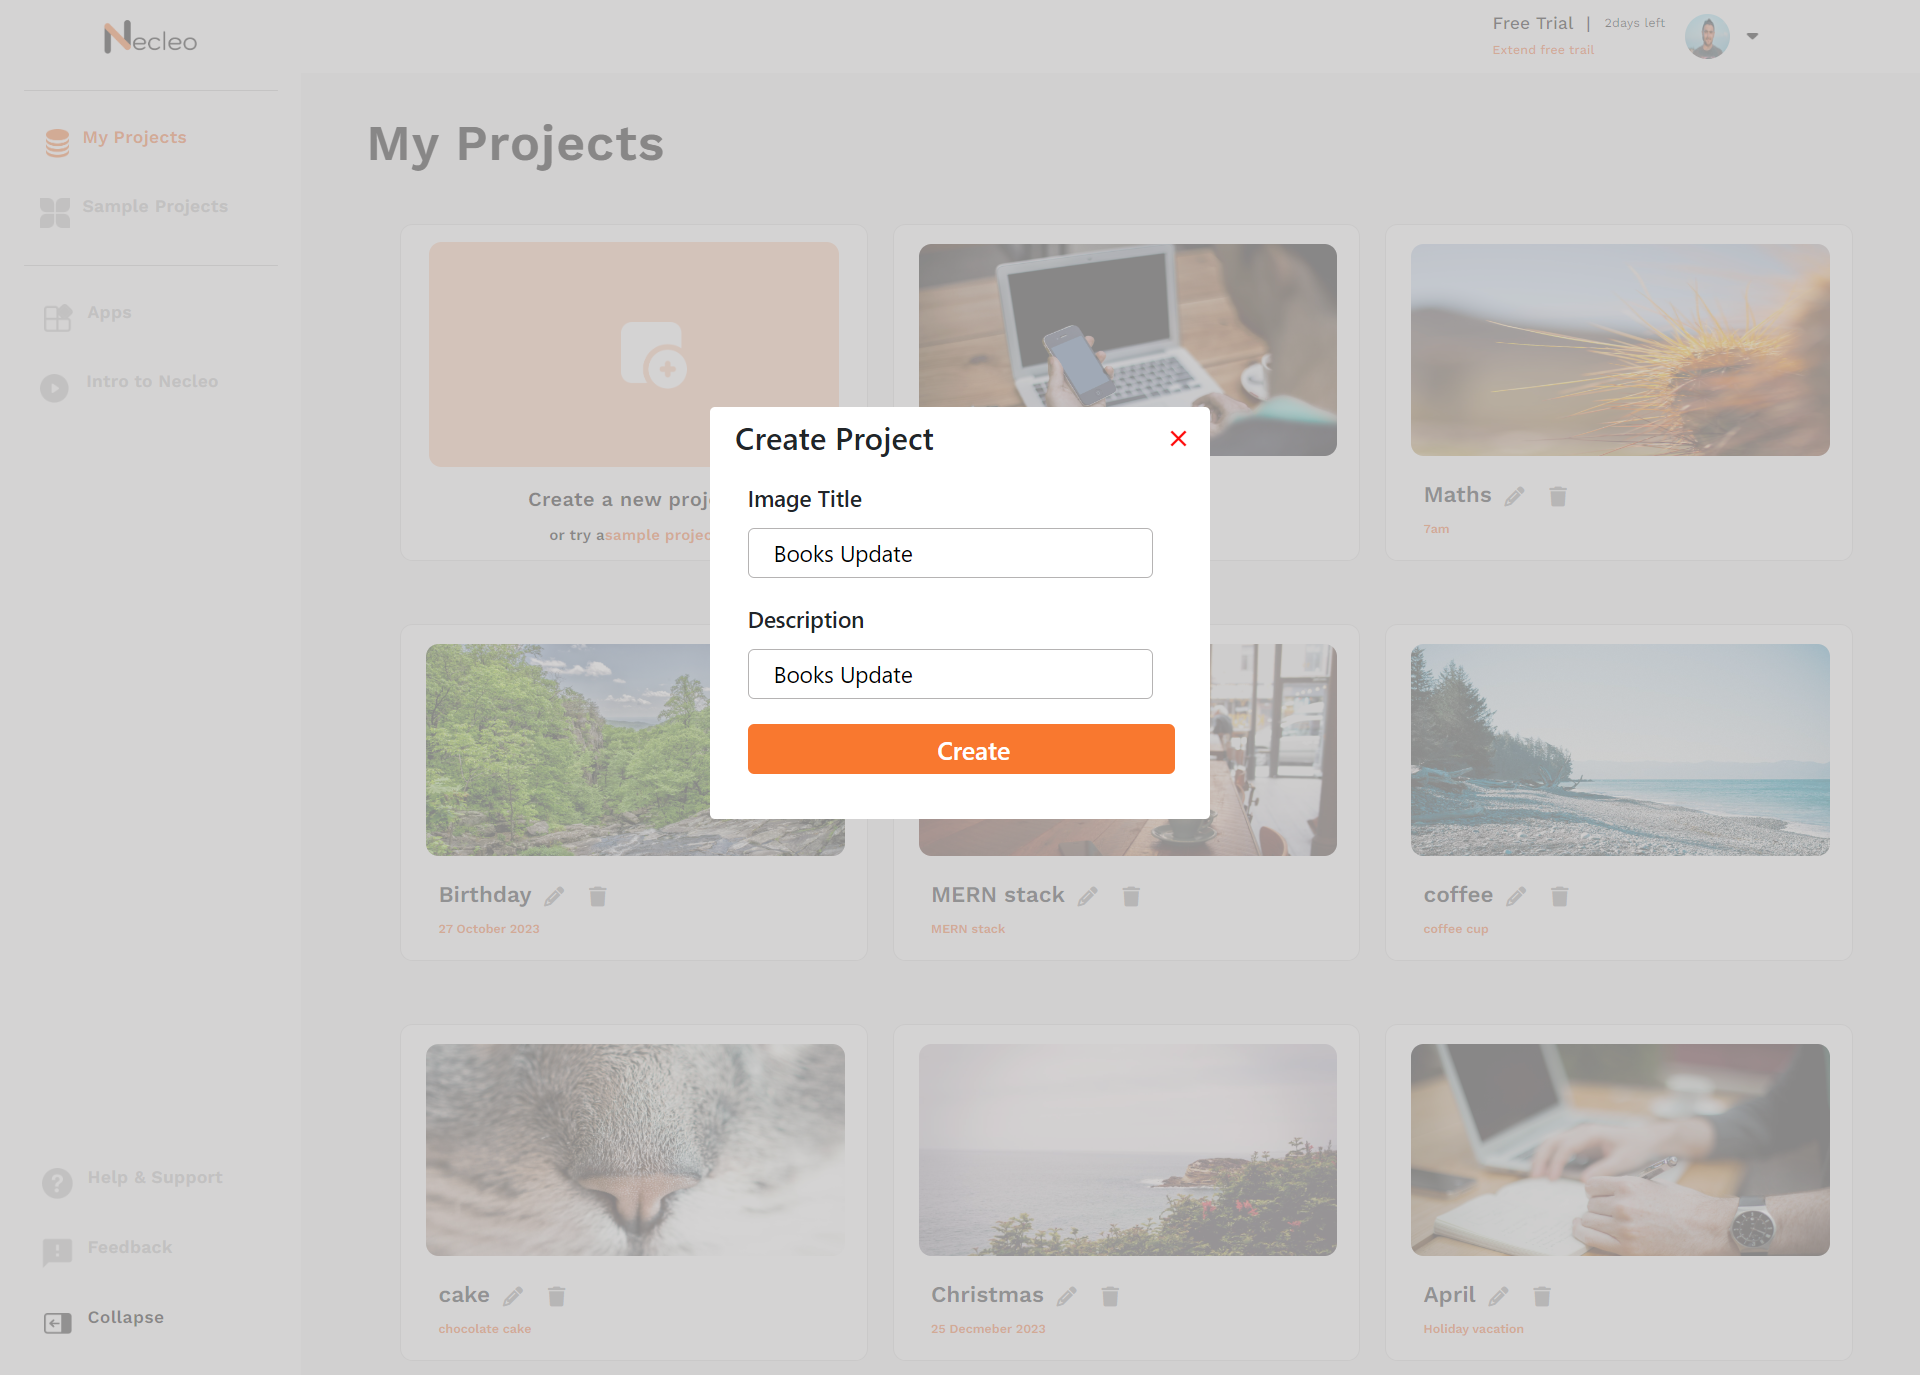 Necleo
Free Trial | 2days left
Extend free trail
My Projects
Sample Projects
Apps
Intro to Necleo
Help & Support
Feedback
Collapse
My Projects
Create a new proj
or try a sample projec
Maths
7am
Create Project
Image Title
Books Update
Description
Books Update
Create
Birthday
27 October 2023
MERN stack
MERN stack
coffee
coffee cup
cake
chocolate cake
Christmas
25 Decmeber 2023
April
Holiday vacation